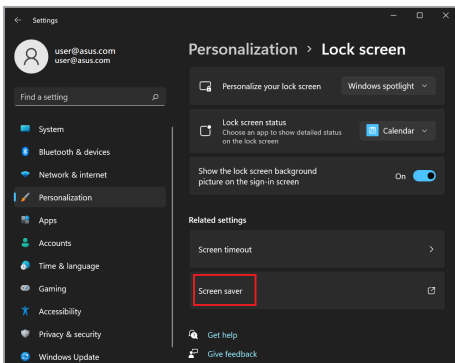 Settings
user@asus.com
user@asus.com
Find a setting
System
Bluetooth & devices
Network & internet
Personalization
Apps
Accounts
Time & language
Gaming
Accessibility
Privacy & security
Windows Update
Personalization > Lock screen
Personalize your lock screen
Windows spotlight
Lock screen status
Choose an app to show detailed status
on the lock screen
Calendar
Show the lock screen background
picture on the sign-in screen
On
Related settings
Screen timeout
Screen saver
Get help
Give feedback